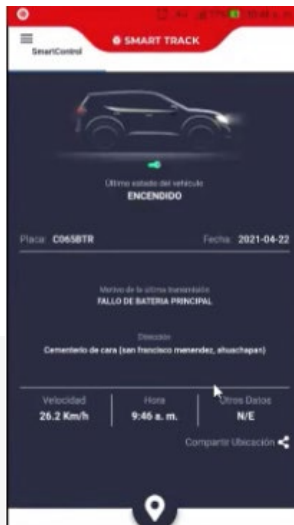 SMART TRACK
SmartControl
Último estado del vehículo
ENCENDIDO
Placa: C065BTR Fecha: 2021-04-22
Motivo de la última transmisión
FALLO DE BATERIA PRINCIPAL
Dirección
Cementerio de cara (san francisco menendez, ahuachapan)
Velocidad Hora Otros Datos
26.2 Km/h 9:46 a. m. N/E
Compartir Ubicación